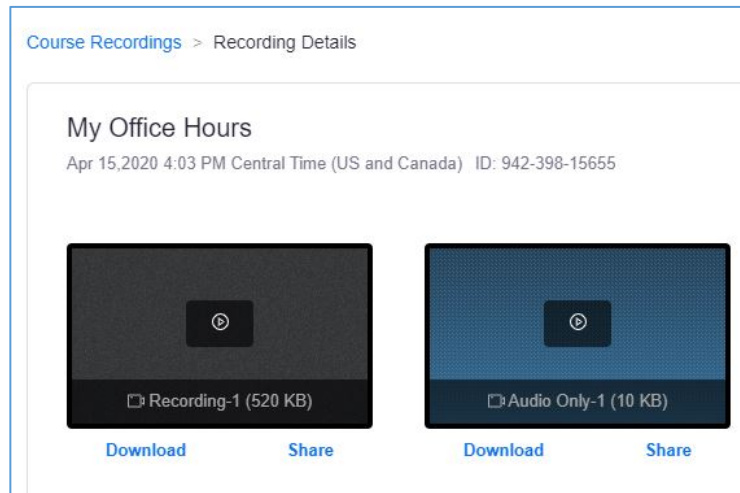 Course Recordings > Recording Details
My Office Hours
Apr 15,2020 4:03 PM Central Time (US and Canada) ID: 942-398-15655
Recording-1 (520 KB)
Audio Only-1 (10 KB)
Download Share
Download Share